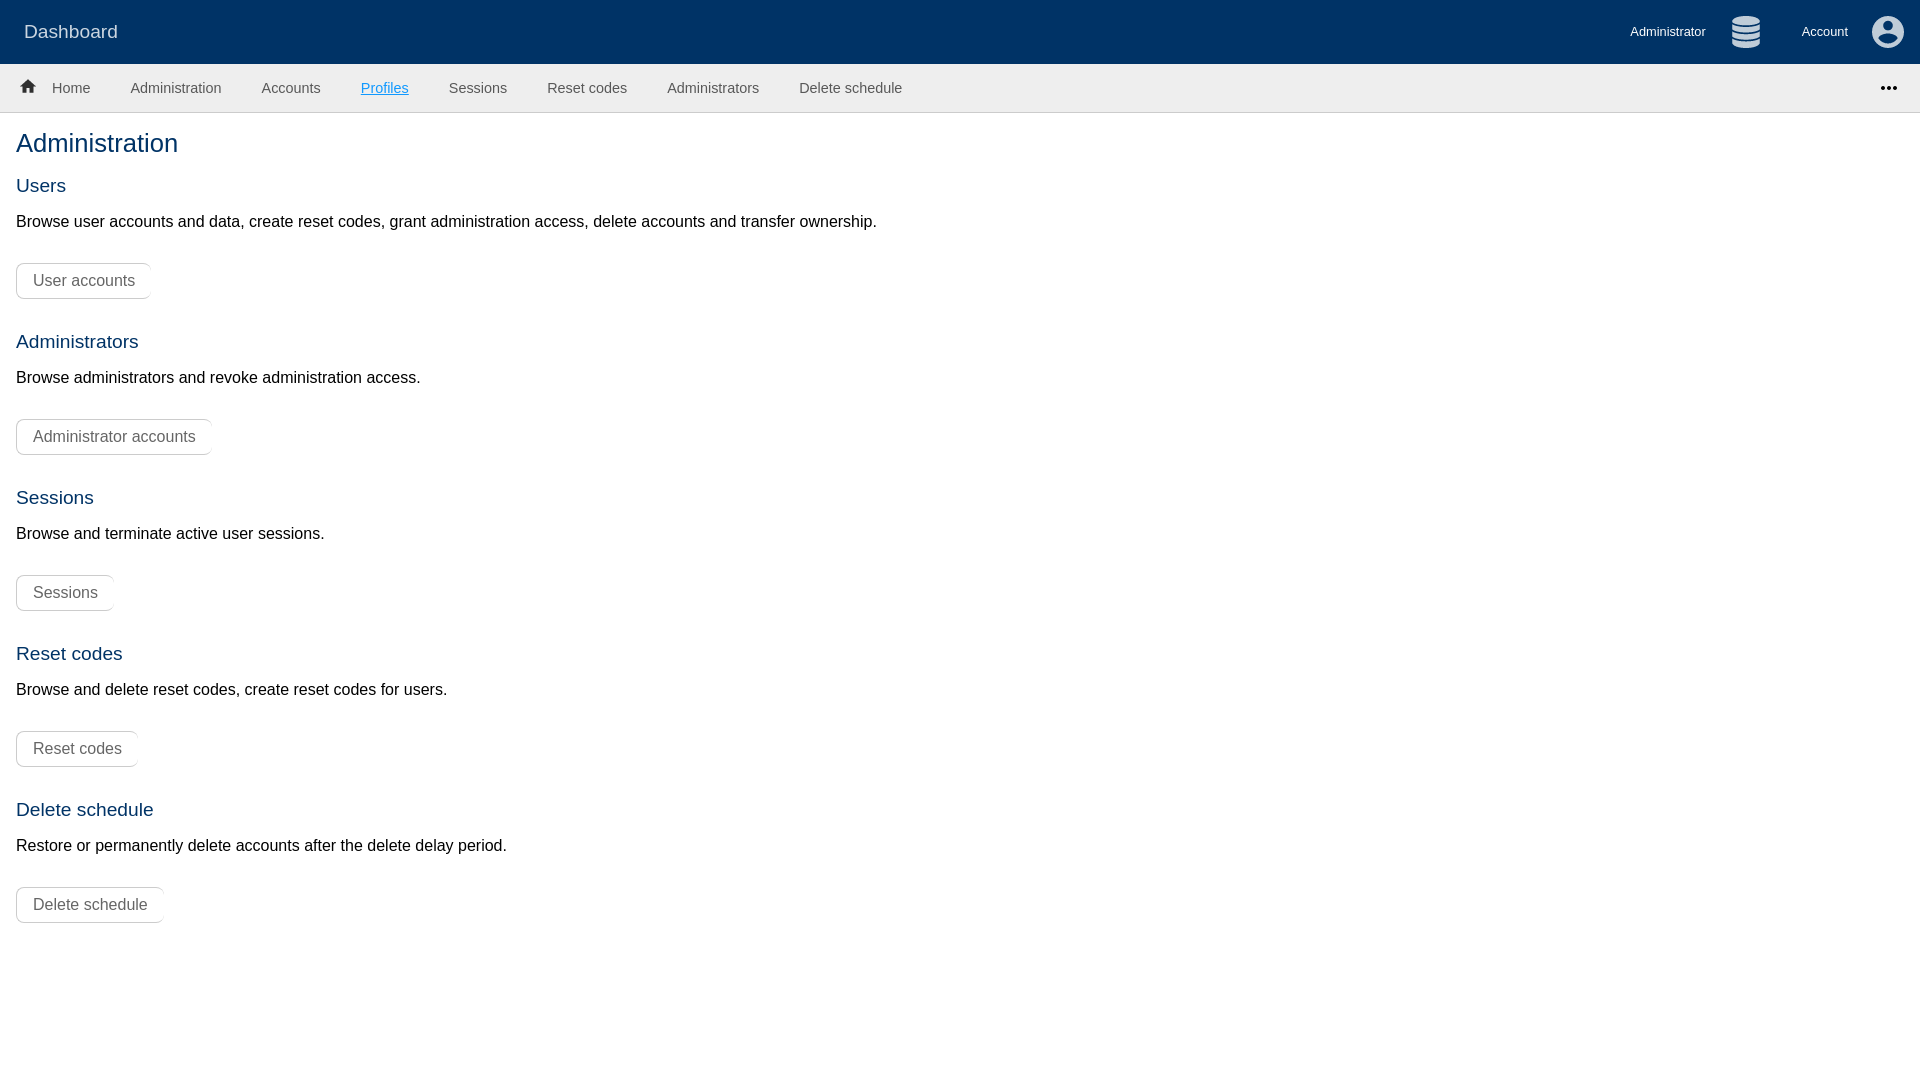 Dashboard
Administrator
Account
Home Administration Accounts Profiles Sessions Reset codes Administrators Delete schedule
Administration
Users
Browse user accounts and data, create reset codes, grant administration access, delete accounts and transfer ownership.
User accounts
Administrators
Browse administrators and revoke administration access.
Administrator accounts
Sessions
Browse and terminate active user sessions.
Sessions
Reset codes
Browse and delete reset codes, create reset codes for users.
Reset codes
Delete schedule
Restore or permanently delete accounts after the delete delay period.
Delete schedule